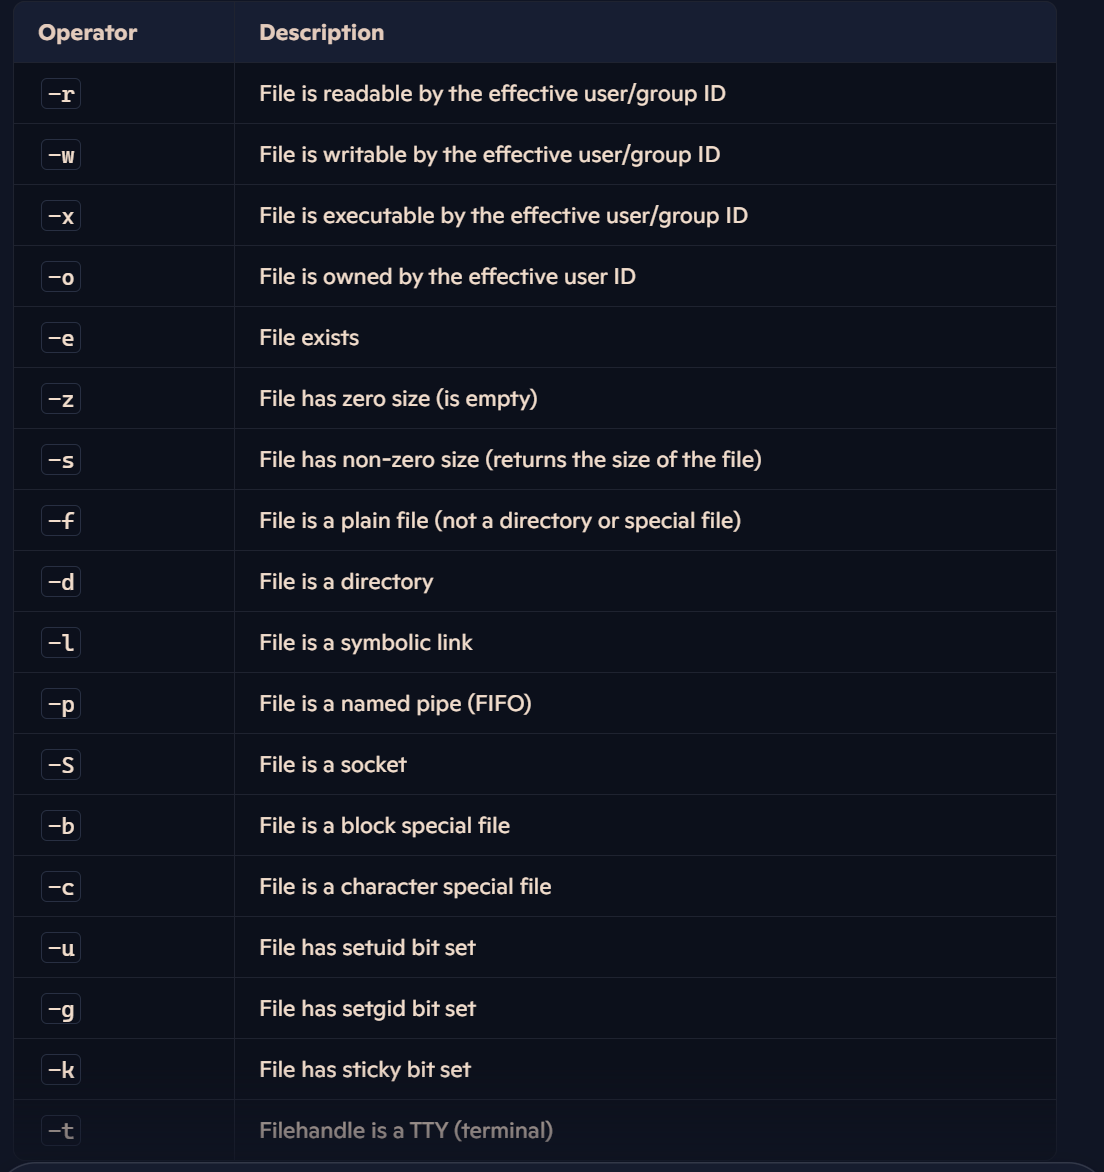 Operator Description
-r File is readable by the effective user/group ID
-w File is writable by the effective user/group ID
-x File is executable by the effective user/group ID
-o File is owned by the effective user ID
-e File exists
-z File has zero size (is empty)
-s File has non-zero size (returns the size of the file)
-f File is a plain file (not a directory or special file)
-d File is a directory
-l File is a symbolic link
-p File is a named pipe (FIFO)
-S File is a socket
-b File is a block special file
-c File is a character special file
-u File has setuid bit set
-g File has setgid bit set
-k File has sticky bit set
-t Filehandle is a TTY (terminal)